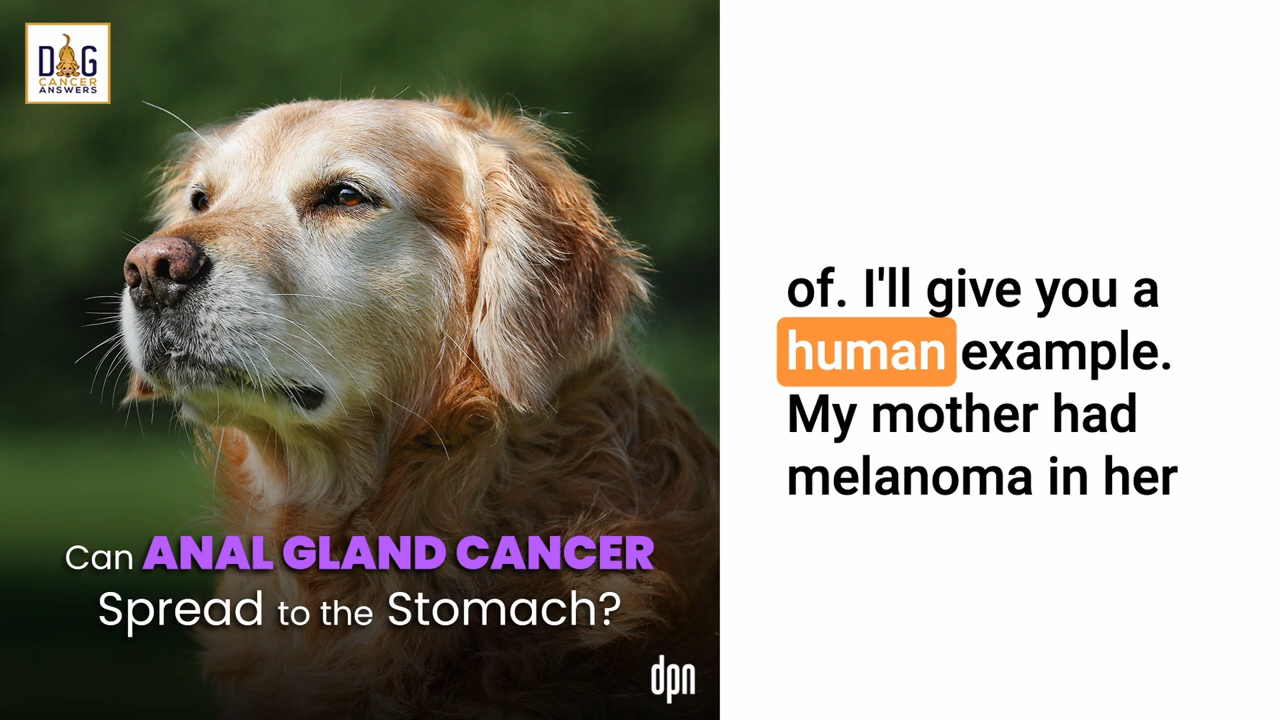 D G
CANCER
ANSWERS
Can ANAL GLAND CANCER
Spread to the Stomach?
dpn
of. I'll give you a
human example.
My mother had
melanoma in her